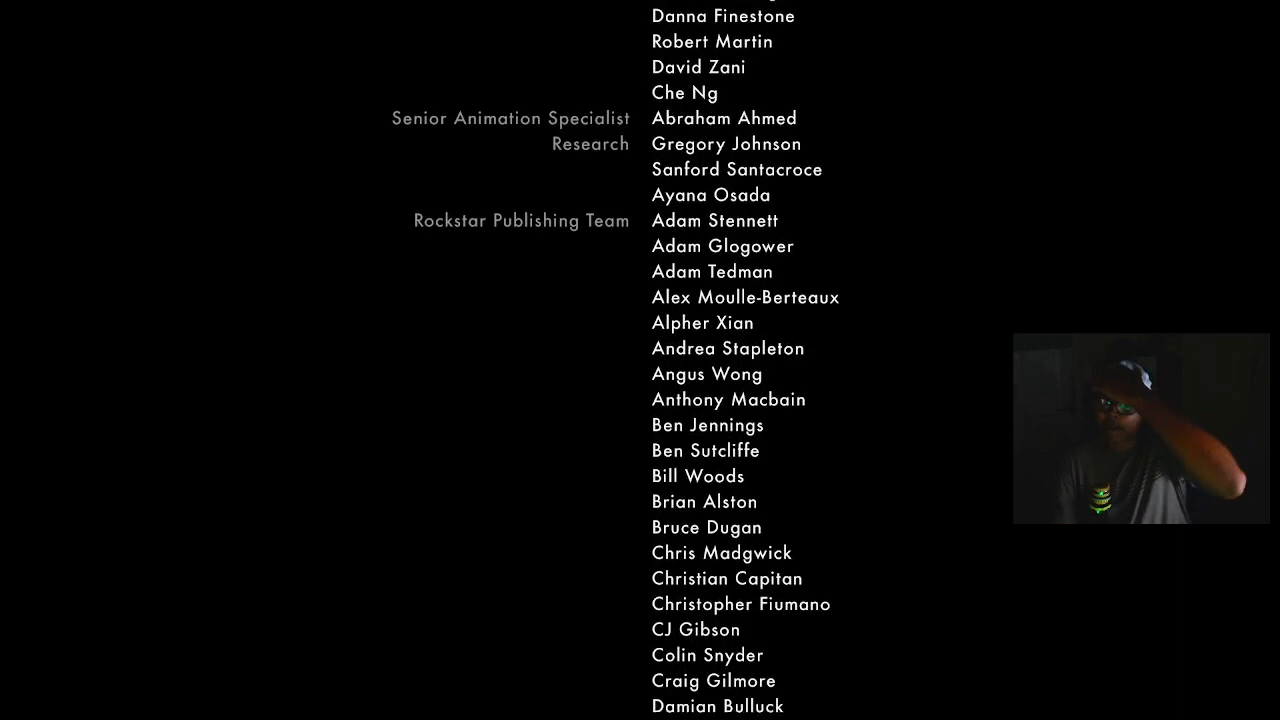 Danna Finestone
Robert Martin
David Zani
Che Ng
Senior Animation Specialist Abraham Ahmed
Research Gregory Johnson
Sanford Santacroce
Ayana Osada
Rockstar Publishing Team Adam Stennett
Adam Glogower
Adam Tedman
Alex Moulle-Berteaux
Alpher Xian
Andrea Stapleton
Angus Wong
Anthony Macbain
Ben Jennings
Ben Sutcliffe
Bill Woods
Brian Alston
Bruce Dugan
Chris Madgwick
Christian Capitan
Christopher Fiumano
CJ Gibson
Colin Snyder
Craig Gilmore
Damian Bulluck